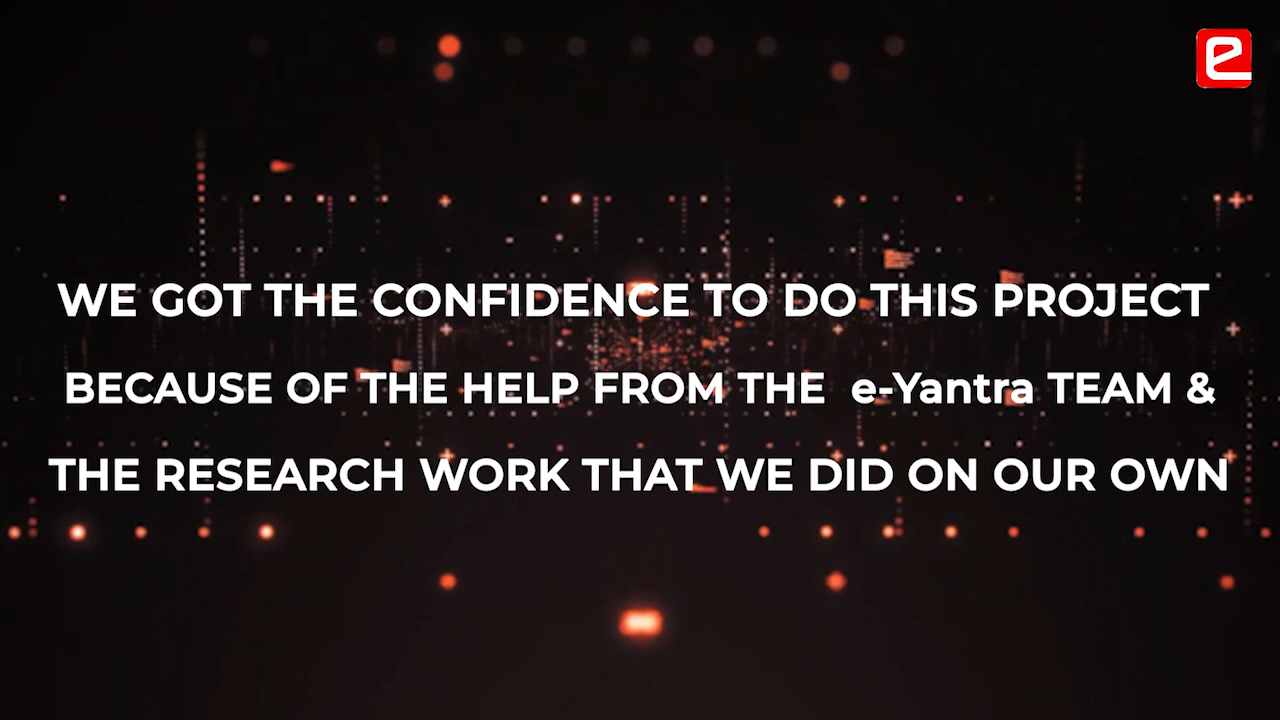 e
WE GOT THE CONFIDENCE TO DO THIS PROJECT
BECAUSE OF THE HELP FROM THE e-Yantra TEAM &
THE RESEARCH WORK THAT WE DID ON OUR OWN